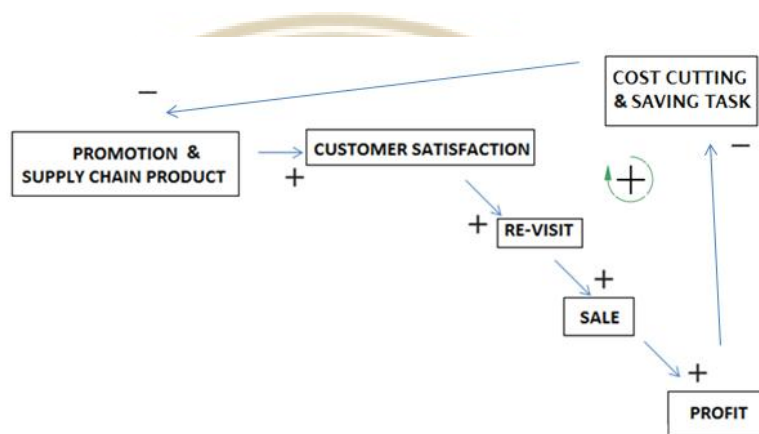 COST CUTTING
& SAVING TASK
−
PROMOTION &
SUPPLY CHAIN PRODUCT
+
CUSTOMER SATISFACTION
+
−
+
RE-VISIT
+
SALE
+
PROFIT